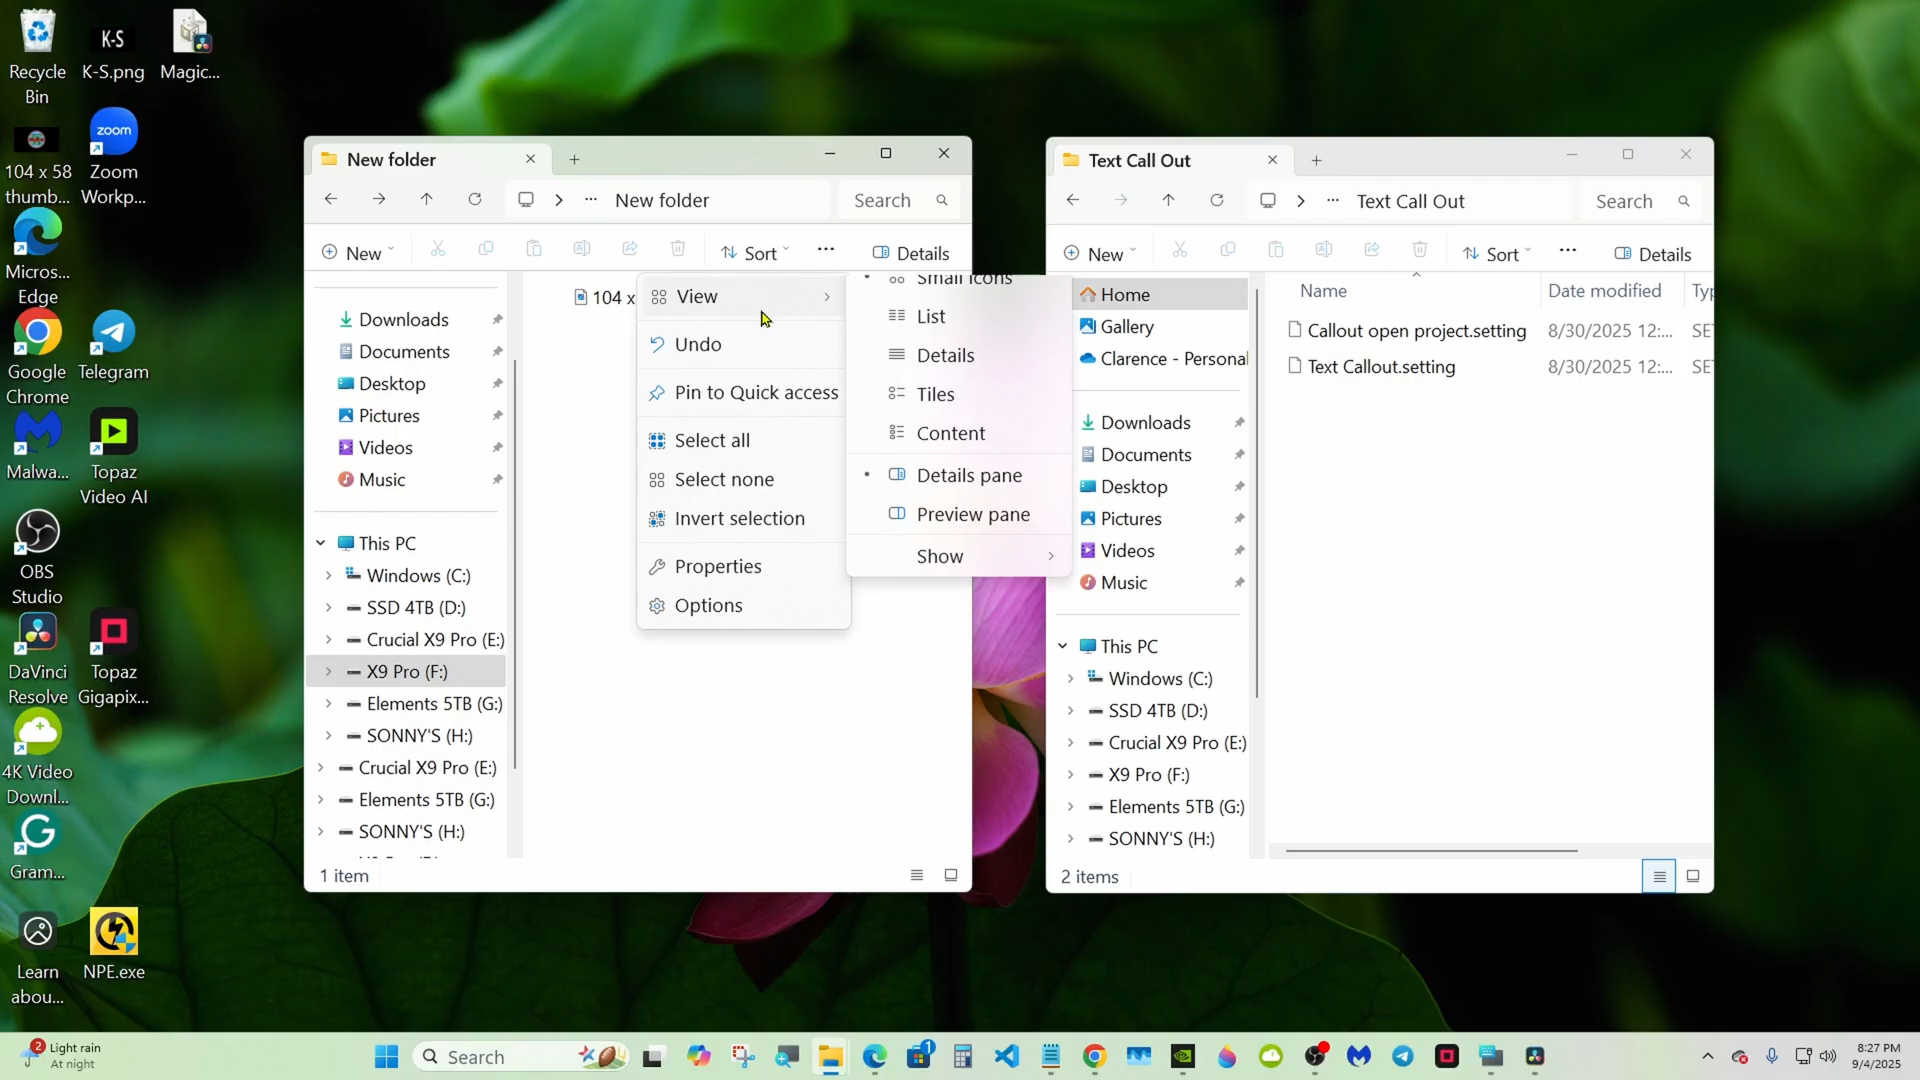 Recycle
Bin
K-S
K-S.png
Magic...
104 x 58
thumb...
zoom
Zoom
Workp...
Micros...
Edge
Google
Chrome
Telegram
Malwa...
Topaz
Video AI
OBS
Studio
DaVinci
Resolve
Topaz
Gigapix...
4K Video
Downl...
Gram...
Learn
abou...
NPE.exe
New folder
New folder
Search
New
Sort
Details
Downloads
Documents
Desktop
Pictures
Videos
Music
This PC
Windows (C:)
SSD 4TB (D:)
Crucial X9 Pro (E:)
X9 Pro (F:)
Elements 5TB (G:)
SONNY'S (H:)
Crucial X9 Pro (E:)
Elements 5TB (G:)
SONNY'S (H:)
104 x
1 item
View
Undo
Pin to Quick access
Select all
Select none
Invert selection
Properties
Options
Small icons
List
Details
Tiles
Content
Details pane
Preview pane
Show
Text Call Out
Text Call Out
Search
New
Sort
Details
Home
Gallery
Clarence - Personal
Downloads
Documents
Desktop
Pictures
Videos
Music
This PC
Windows (C:)
SSD 4TB (D:)
Crucial X9 Pro (E:)
X9 Pro (F:)
Elements 5TB (G:)
SONNY'S (H:)
Name Date modified Ty
Callout open project.setting 8/30/2025 12:... SE
Text Callout.setting 8/30/2025 12:... SE
2 items
2
Light rain
At night
Search
1
8:27 PM
9/4/2025